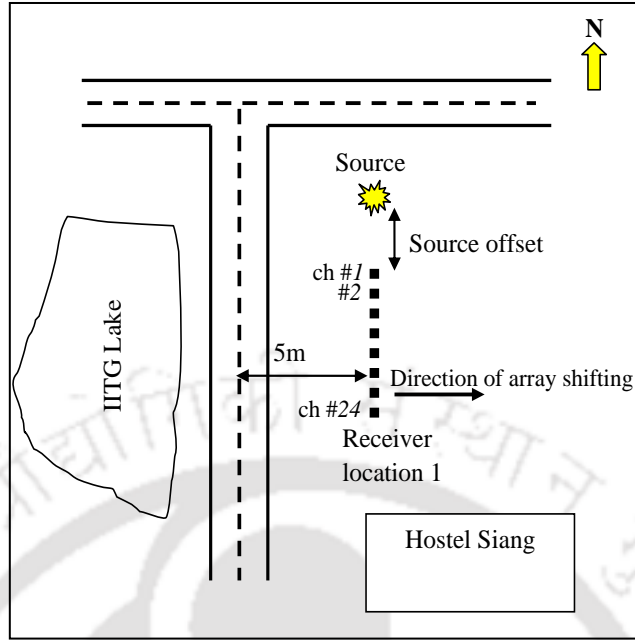 N
Source
Source offset
ch #1
#2
5m
IITG Lake
Direction of array shifting
ch #24
Receiver
location 1
Hostel Siang